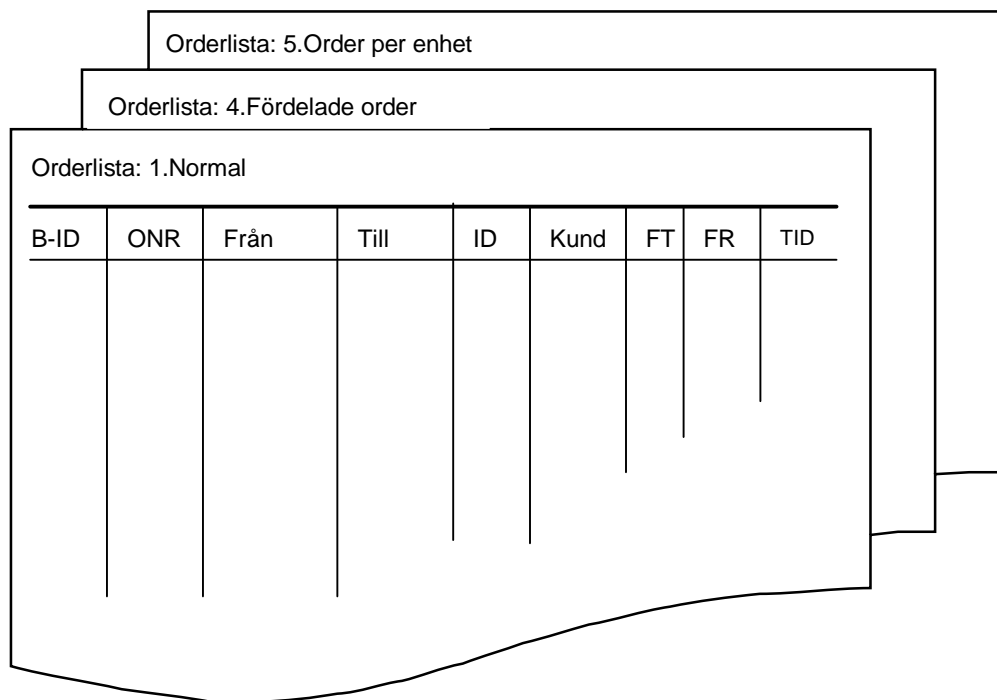 Orderlista: 5.Order per enhet
Orderlista: 4.Fördelade order
Orderlista: 1.Normal
B-ID ONR Från Till ID Kund FT FR TID